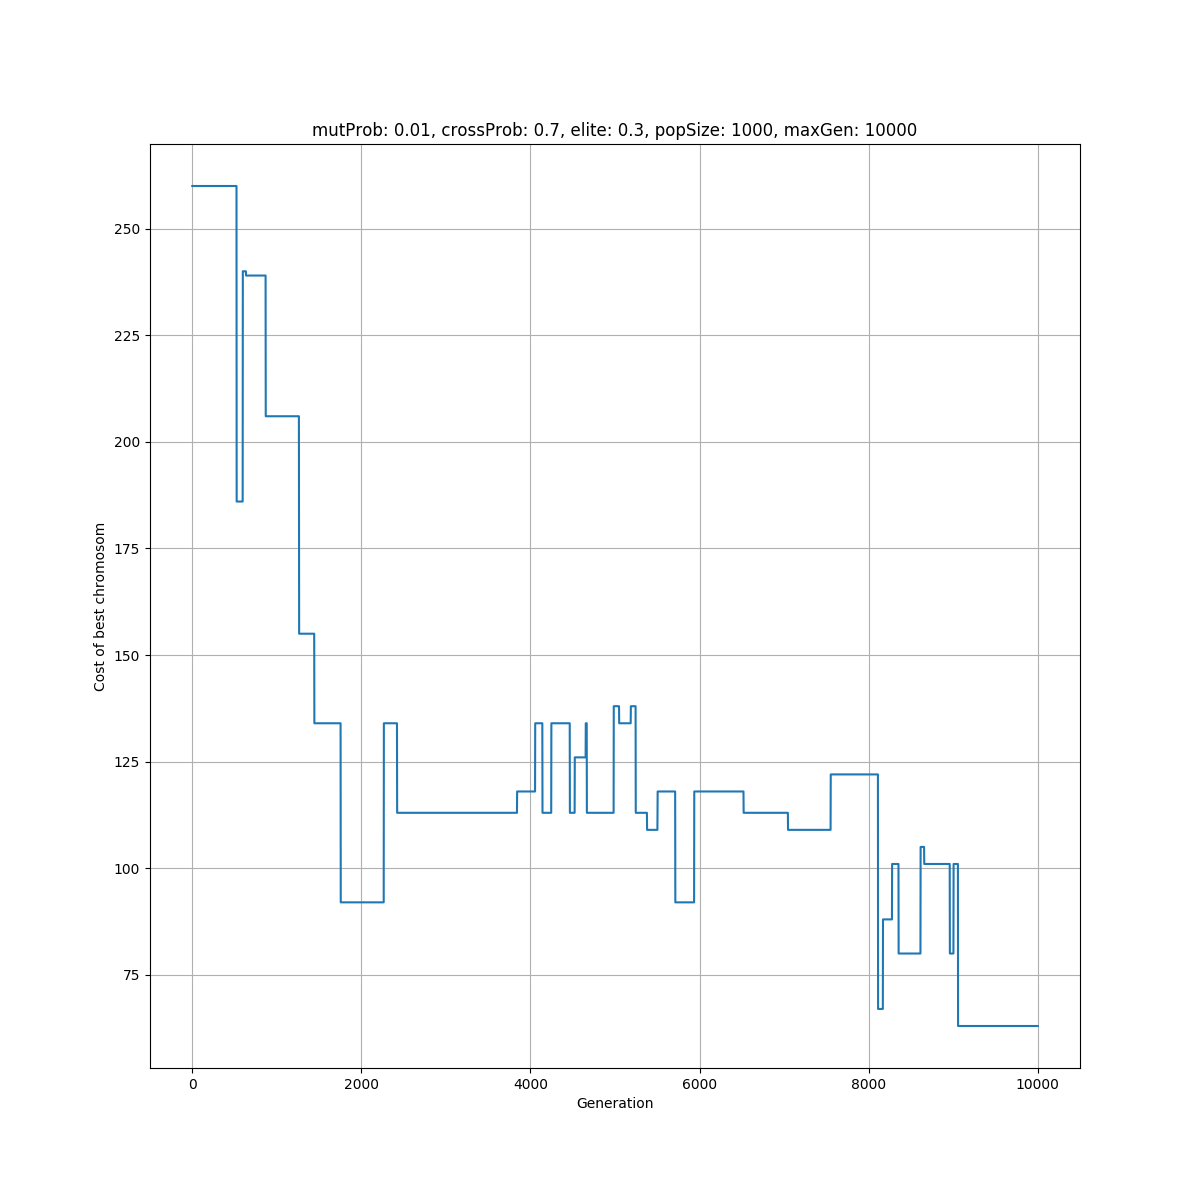 mutProb: 0.01, crossProb: 0.7, elite: 0.3, popSize: 1000, maxGen: 10000
250
225
200
175
150
125
100
75
Cost of best chromosom
0 2000 4000 6000 8000 10000
Generation